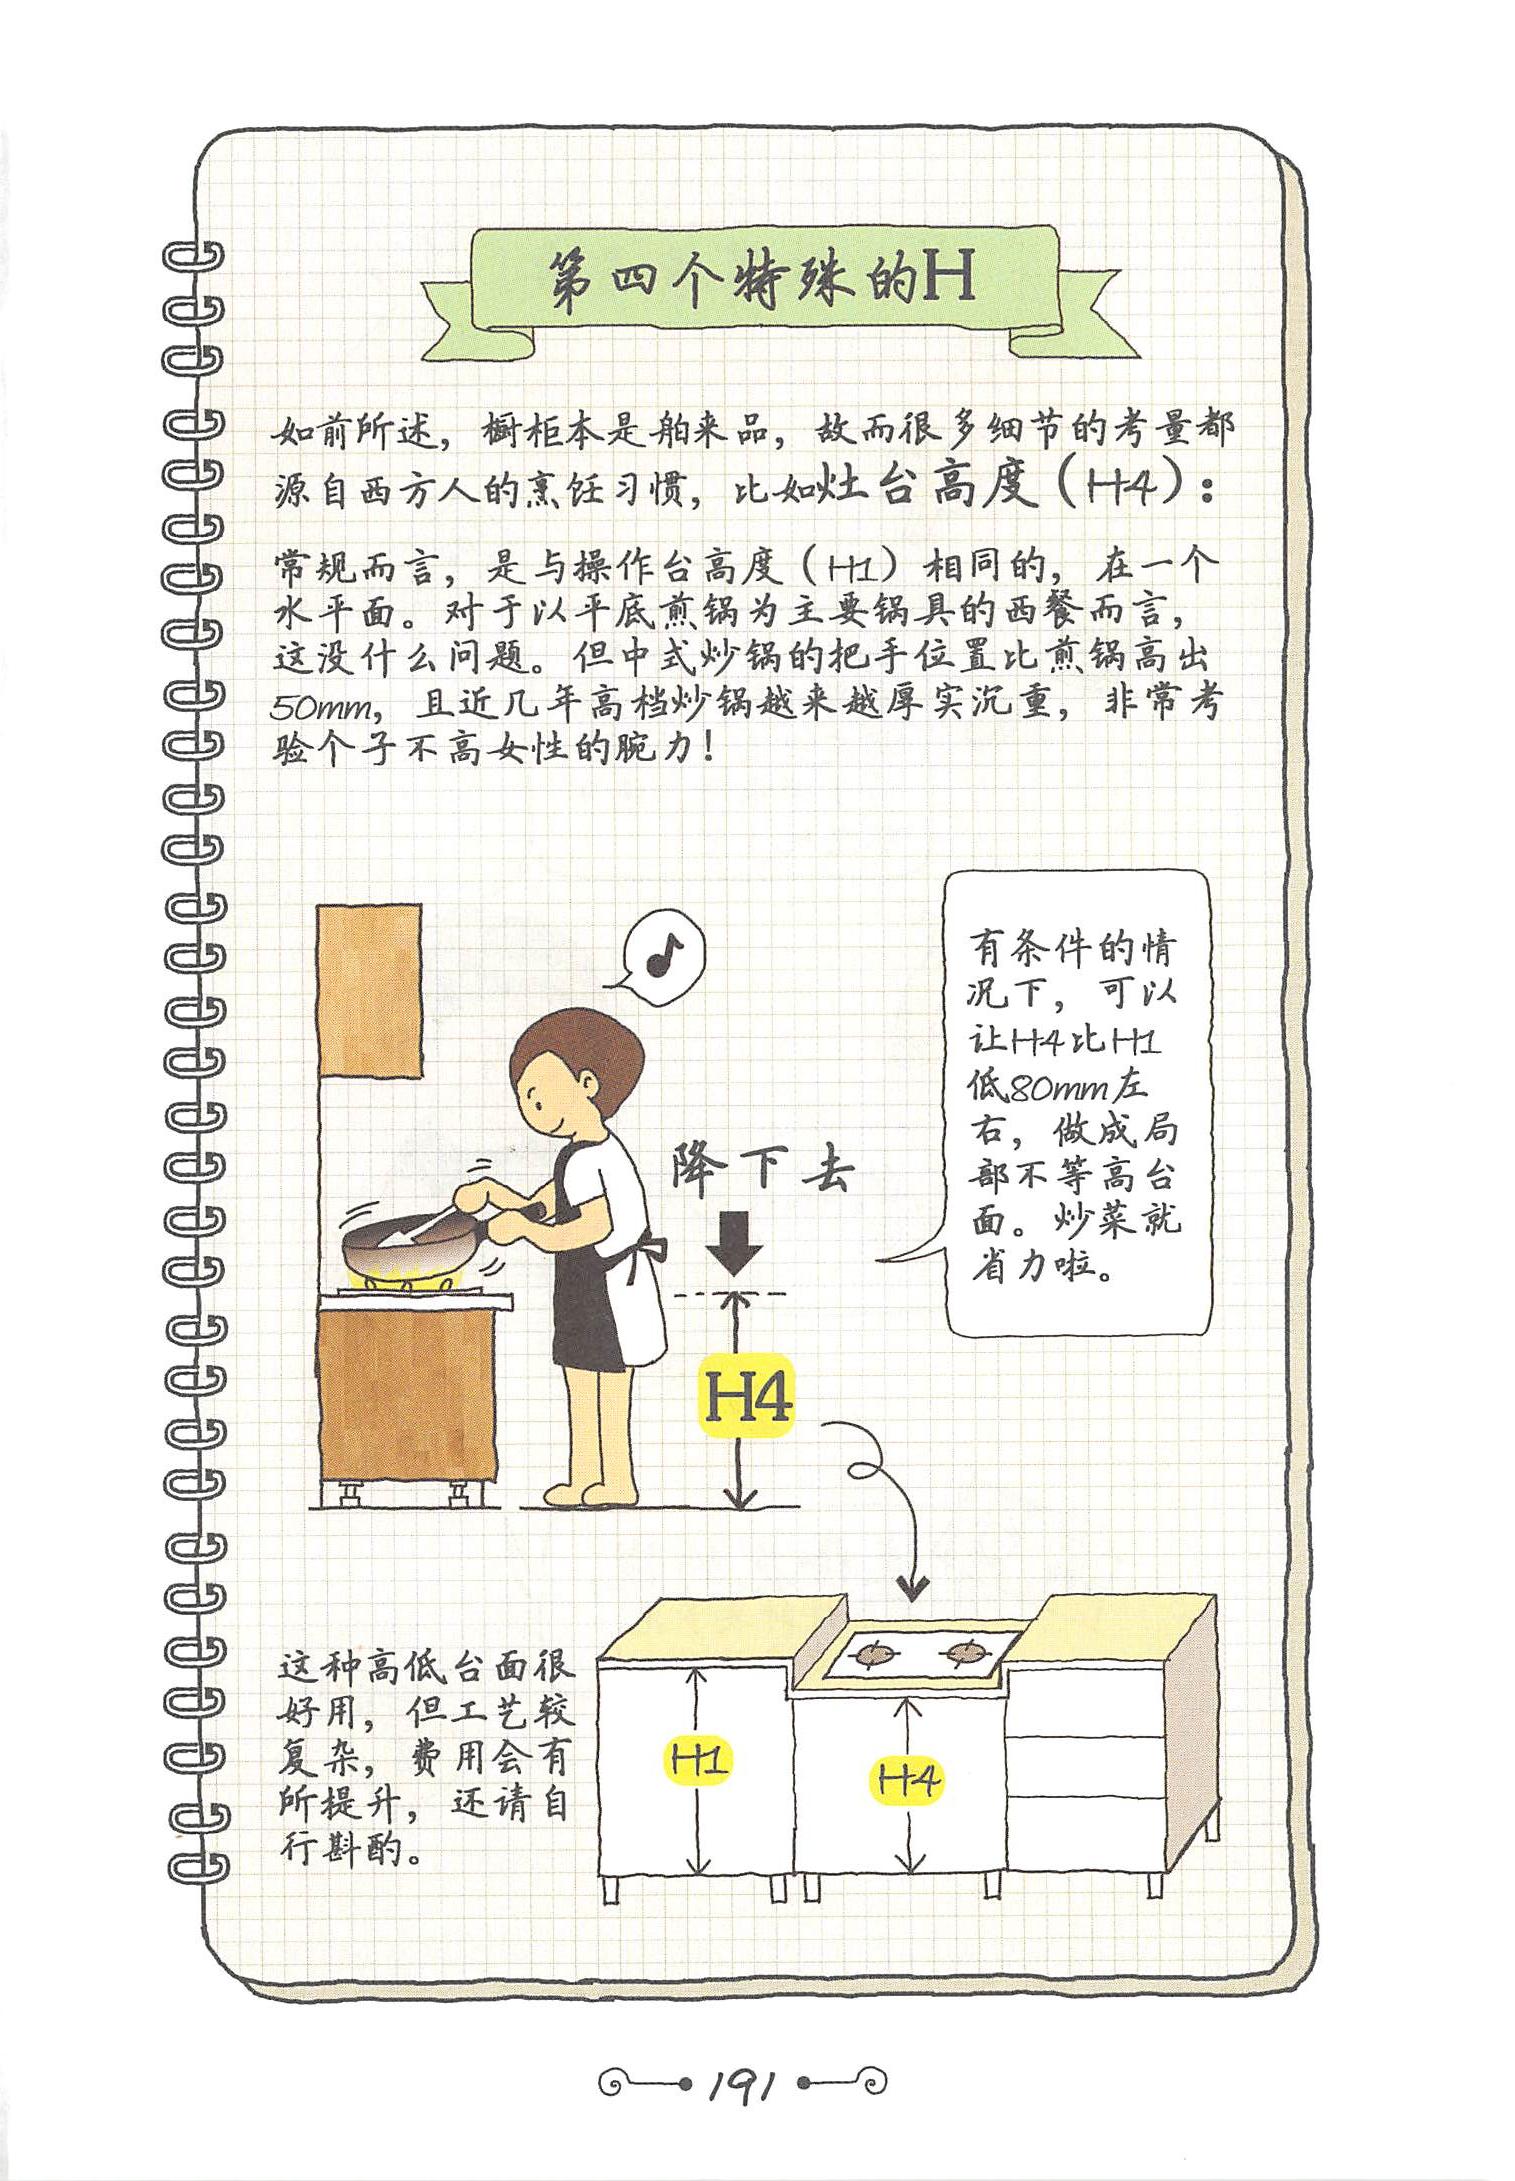 第四个特殊的H
如前所述，橱柜本是舶来品，故而很多细节的考量都
源自西方人的烹饪习惯，比如灶台高度（H4）：
常规而言，是与操作台高度（H1）相同的，在一个
水平面。对于以平底煎锅为主要锅具的西餐而言，
这没什么问题。但中式炒锅的把手位置比煎锅高出
50mm，且近几年高档炒锅越来越厚实沉重，非常考
验个子不高女性的腕力！
有条件的情
况下，可以
让H4比H1
低80mm左
右，做成局
部不等高台
面。炒菜就
省力啦。
降下去
H4
这种高低台面很
好用，但工艺较
复杂，费用会有
所提升，还请自
行斟酌。
H1
H4
191